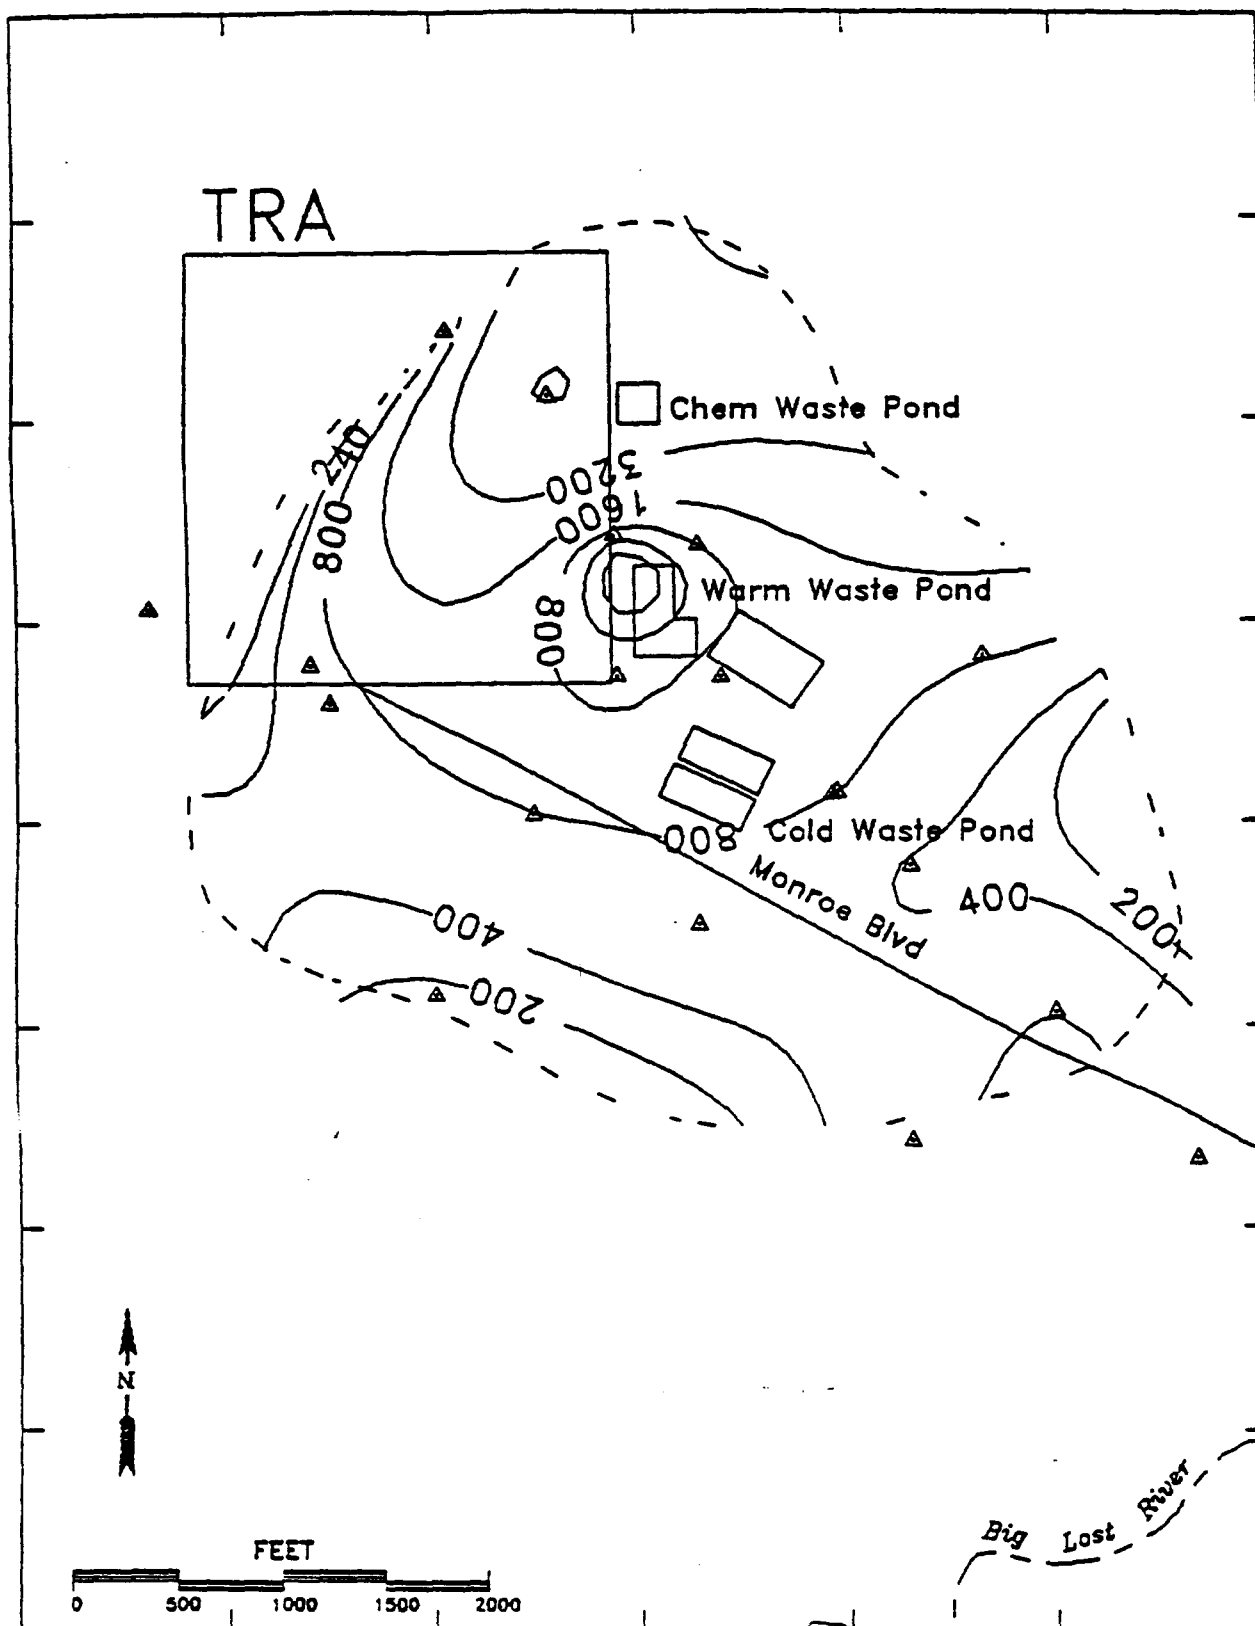 TRA
Chem Waste Pond
240
3200
1600
800
Warm Waste Pond
800
Cold Waste Pond
800
Monroe Blvd
400
200
400
200
N
FEET
0 500 1000 1500 2000
Big Lost River